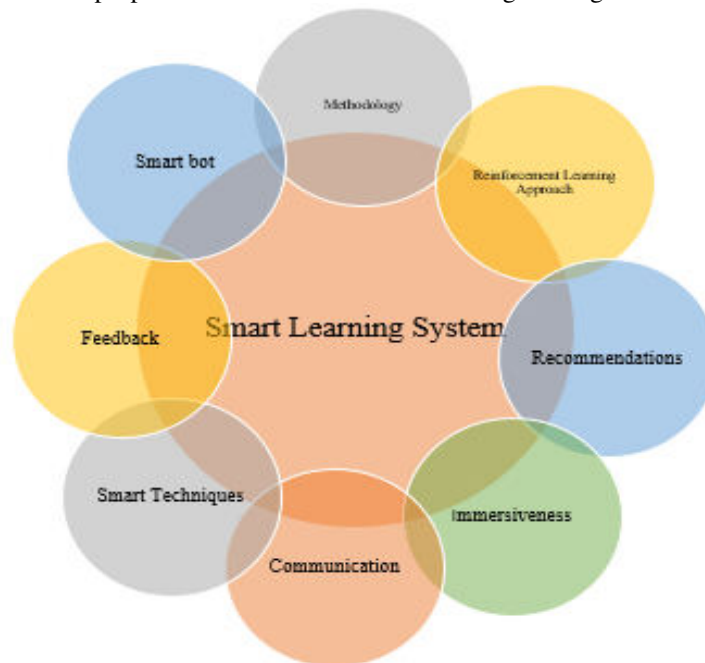 Methodology
Smart bot
Reinforcement Learning
Approach
Feedback
Smart Learning System
Recommendations
Smart Techniques
Immersiveness
Communication